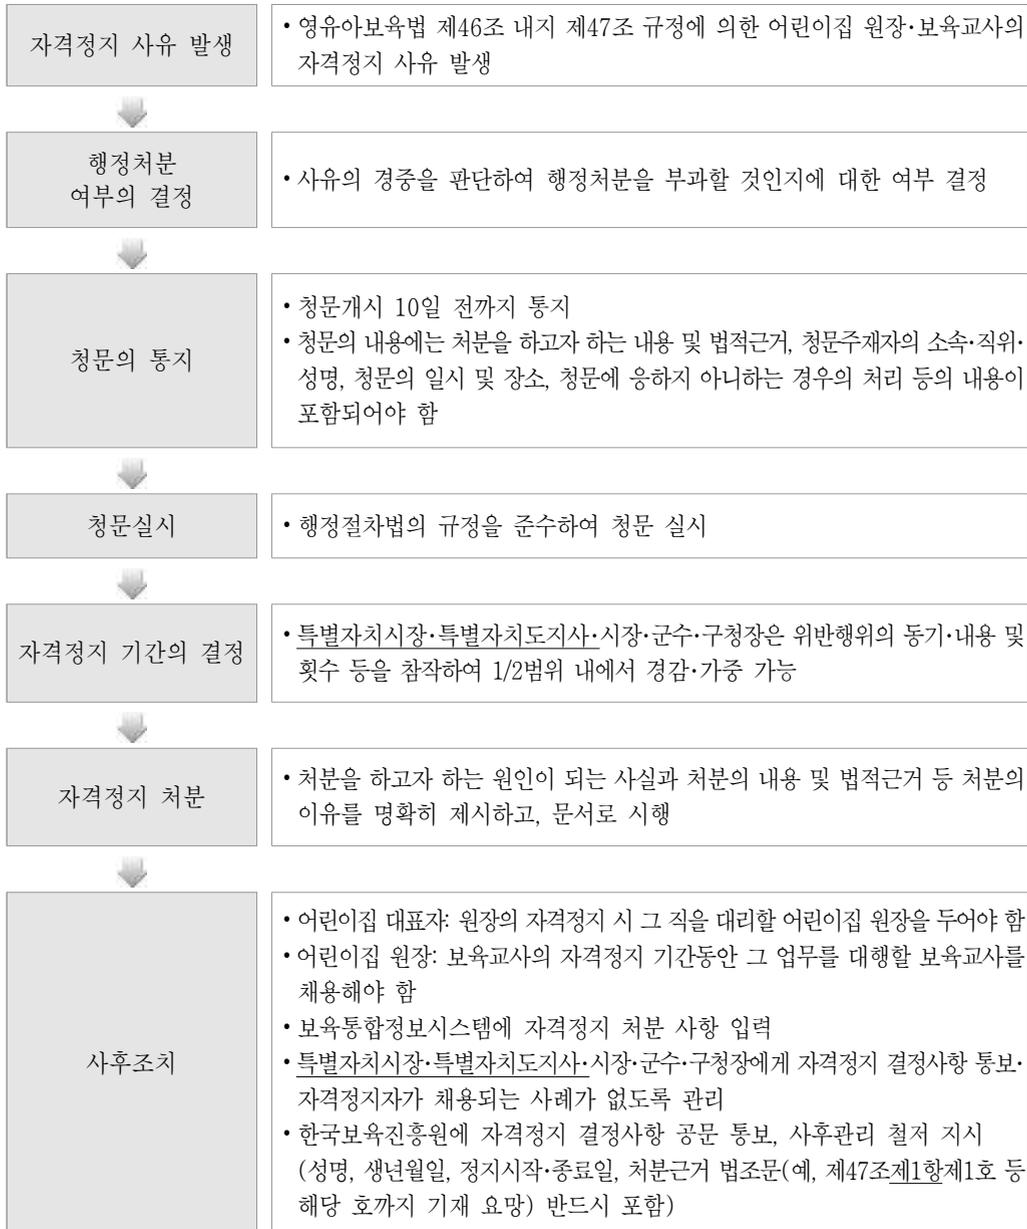 자격정지 사유 발생
• 영유아보육법 제46조 내지 제47조 규정에 의한 어린이집 원장·보육교사의
자격정지 사유 발생
행정처분
여부의 결정
• 사유의 경중을 판단하여 행정처분을 부과할 것인지에 대한 여부 결정
청문의 통지
• 청문개시 10일 전까지 통지
• 청문의 내용에는 처분을 하고자 하는 내용 및 법적근거, 청문주재자의 소속·직위·
성명, 청문의 일시 및 장소, 청문에 응하지 아니하는 경우의 처리 등의 내용이
포함되어야 함
청문실시
• 행정절차법의 규정을 준수하여 청문 실시
자격정지 기간의 결정
• 특별자치시장·특별자치도지사·시장·군수·구청장은 위반행위의 동기·내용 및
횟수 등을 참작하여 1/2범위 내에서 경감·가중 가능
자격정지 처분
• 처분을 하고자 하는 원인이 되는 사실과 처분의 내용 및 법적근거 등 처분의
이유를 명확히 제시하고, 문서로 시행
사후조치
• 어린이집 대표자: 원장의 자격정지 시 그 직을 대리할 어린이집 원장을 두어야 함
• 어린이집 원장: 보육교사의 자격정지 기간동안 그 업무를 대행할 보육교사를
채용해야 함
• 보육통합정보시스템에 자격정지 처분 사항 입력
• 특별자치시장·특별자치도지사·시장·군수·구청장에게 자격정지 결정사항 통보·
자격정지자가 채용되는 사례가 없도록 관리
• 한국보육진흥원에 자격정지 결정사항 공문 통보, 사후관리 철저 지시
(성명, 생년월일, 정지시작·종료일, 처분근거 법조문(예, 제47조제1항제1호 등
해당 호까지 기재 요망) 반드시 포함)